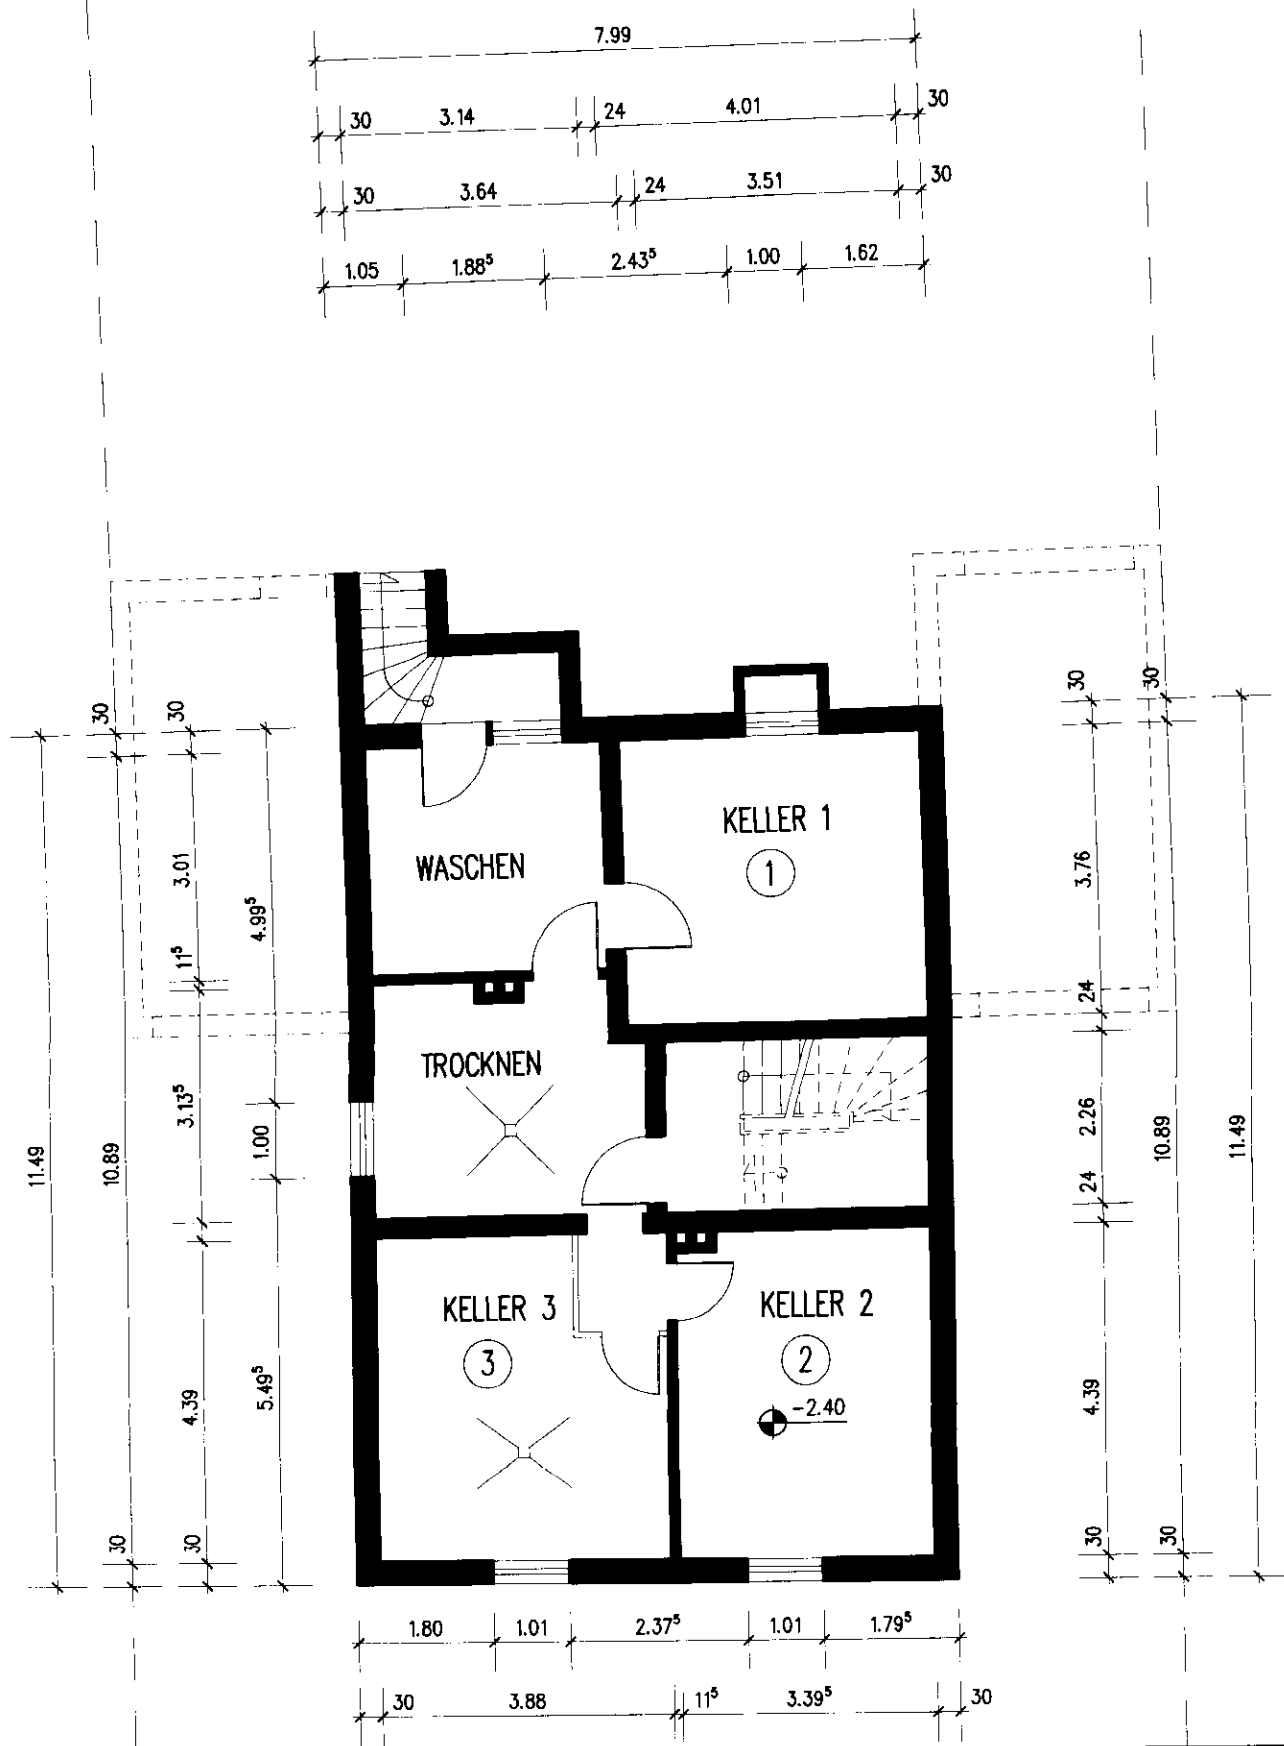 7.99
30 3.14 24 4.01 30
30 3.64 24 3.51 30
1.05 1.88⁵ 2.43⁵ 1.00 1.62
30 30 30 30
KELLER 1
1
WASCHEN
3.01 4.99⁵ 11⁵ 3.76 24
TROCKNEN
11.49 10.89 3.13⁵ 1.00 2.26 24 10.89 11.49
KELLER 3
3
KELLER 2
2
-2.40
4.39 5.49⁵ 4.39
30 30 30 30
1.80 1.01 2.37⁵ 1.01 1.79⁵
30 3.88 11⁵ 3.39⁵ 30